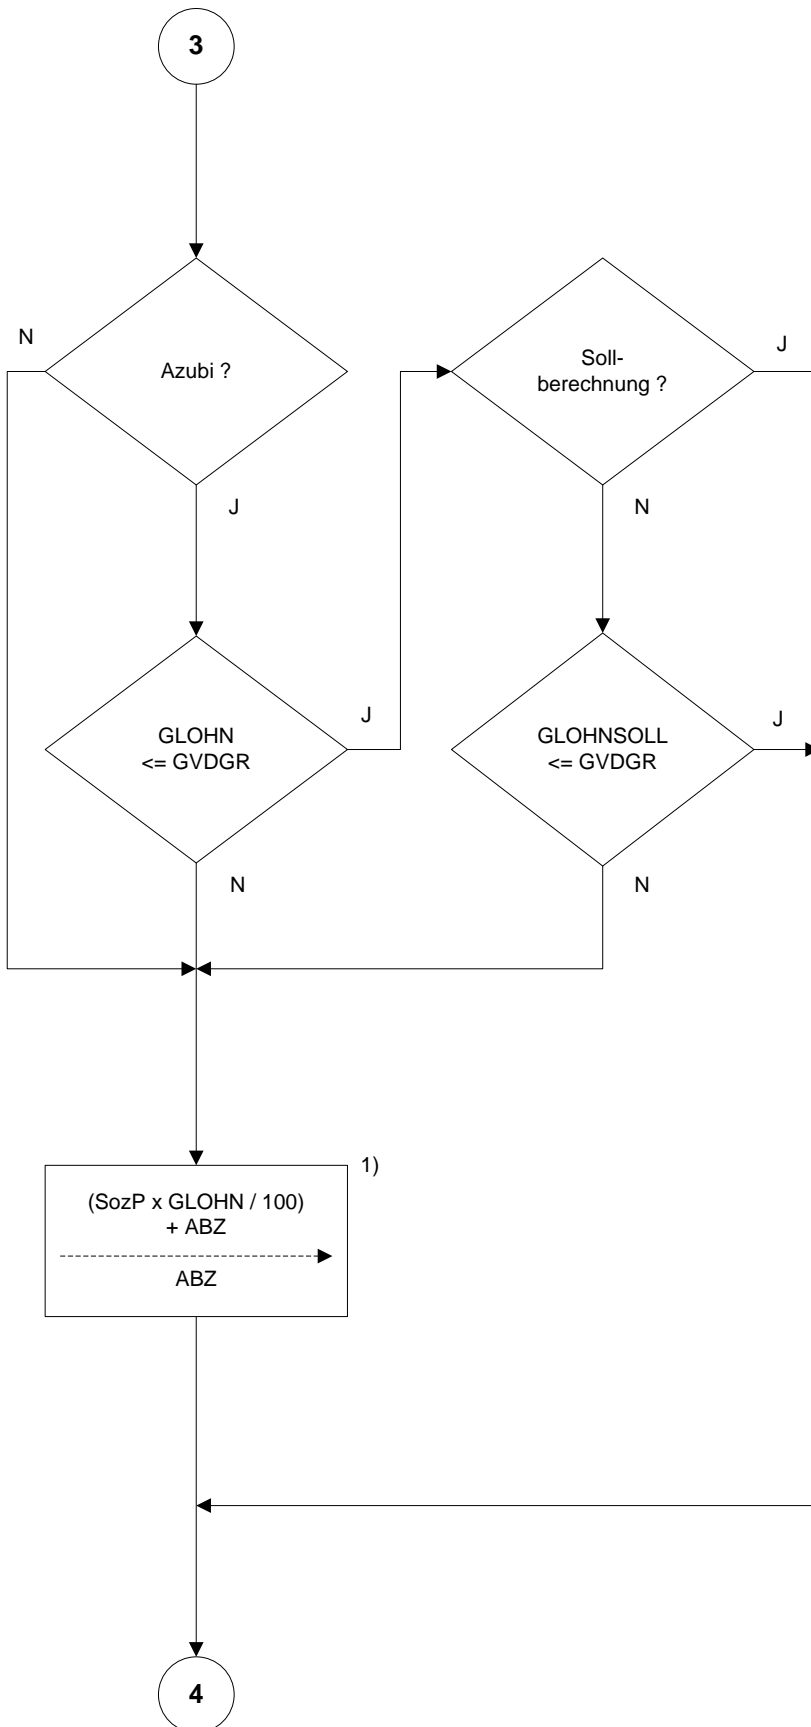 3
N
Azubi ?
J
Soll-
berechnung ?
J
N
GLOHN
<= GVDGR
J
N
GLOHNSOLL
<= GVDGR
J
N
1)
(SozP x GLOHN / 100)
+ ABZ
ABZ
4